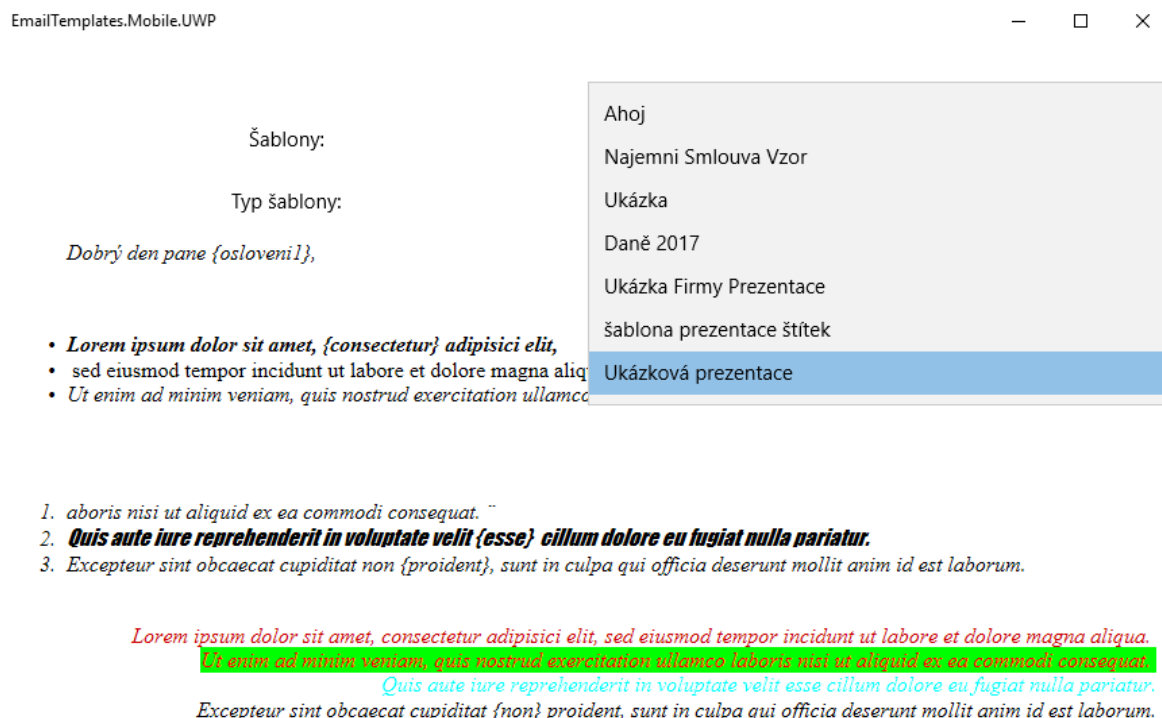 EmailTemplates.Mobile.UWP
Šablony:
Typ šablony:
Ahoj
Najemni Smlouva Vzor
Ukázka
Daně 2017
Ukázka Firmy Prezentace
šablona prezentace štítek
Ukázková prezentace
Dobrý den pane {osloveni1},
• Lorem ipsum dolor sit amet, {consectetur} adipisici elit,
• sed eiusmod tempor incidunt ut labore et dolore magna aliq
• Ut enim ad minim veniam, quis nostrud exercitation ullamco
1. aboris nisi ut aliquid ex ea commodi consequat. ¨
2. Quis aute iure reprehenderit in voluptate velit {esse} cillum dolore eu fugiat nulla pariatur.
3. Excepteur sint obcaecat cupiditat non {proident}, sunt in culpa qui officia deserunt mollit anim id est laborum.
Lorem ipsum dolor sit amet, consectetur adipisici elit, sed eiusmod tempor incidunt ut labore et dolore magna aliqua.
Ut enim ad minim veniam, quis nostrud exercitation ullamco laboris nisi ut aliquid ex ea commodi consequat.
Quis aute iure reprehenderit in voluptate velit esse cillum dolore eu fugiat nulla pariatur.
Excepteur sint obcaecat cupiditat {non} proident, sunt in culpa qui officia deserunt mollit anim id est laborum.